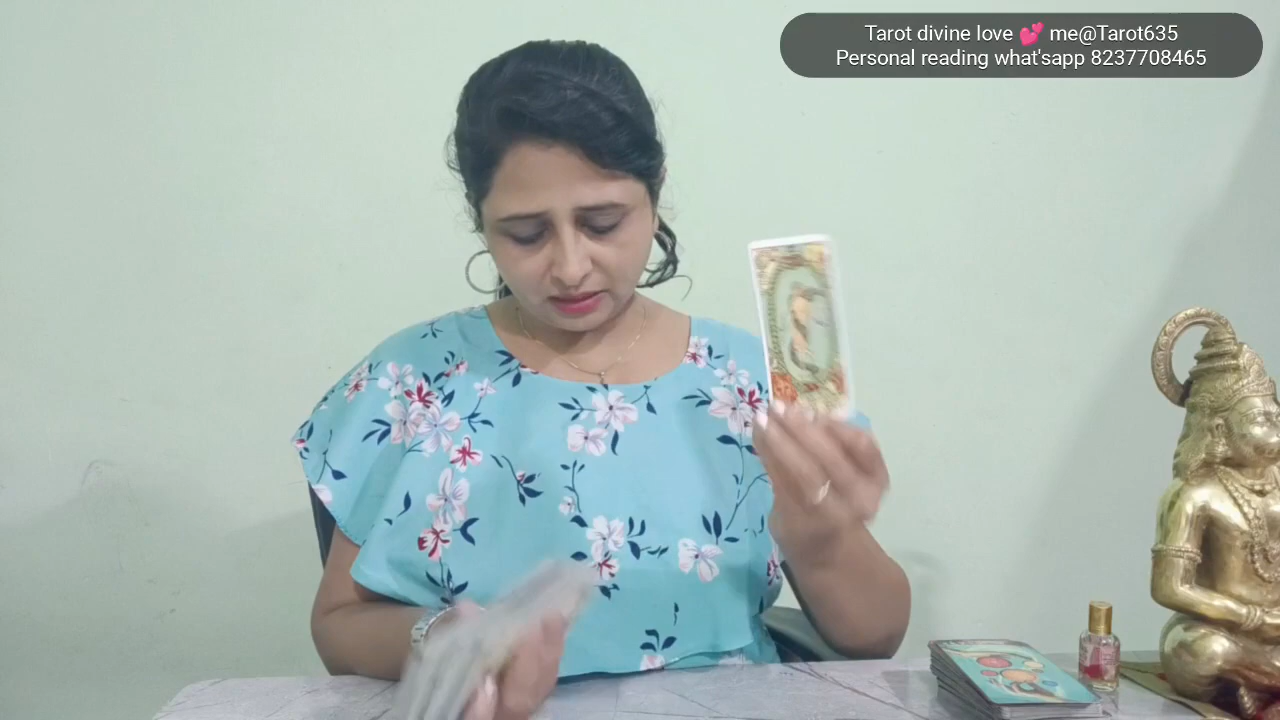 Tarot divine love 💕 me@Tarot635
Personal reading what'sapp 8237708465